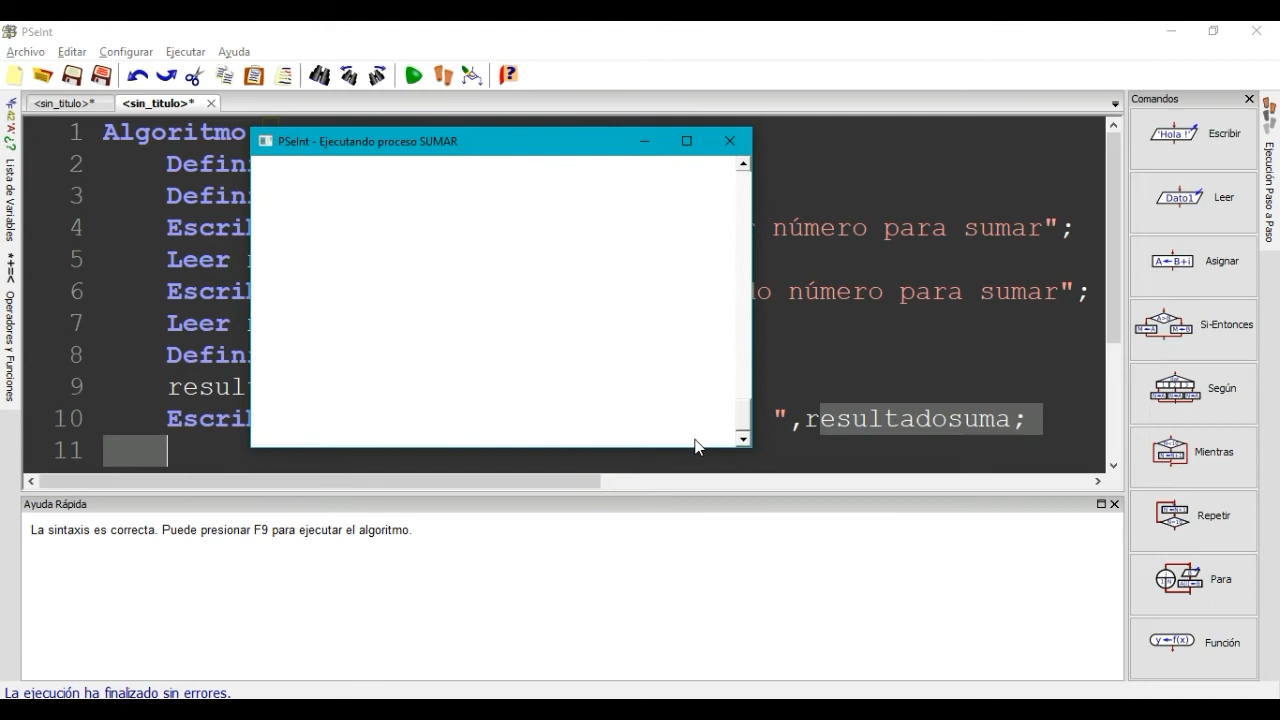 PSeInt
Archivo Editar Configurar Ejecutar Ayuda
<sin_titulo>* <sin_titulo>*
Lista de Variables
Operadores y Funciones
1 Algoritmo
2 Defin
3 Defin
4 Escri número para sumar";
5 Leer
6 Escri o número para sumar";
7 Leer
8 Defin
9 resul
10 Escri ",resultadosuma;
11
PSeInt - Ejecutando proceso SUMAR
Comandos
'Hola !' Escribir
Dato1 Leer
A←B+i Asignar
Si-Entonces
Según
Mientras
Repetir
Para
y←f(x) Función
Ejecución Paso a Paso
Ayuda Rápida
La sintaxis es correcta. Puede presionar F9 para ejecutar el algoritmo.
La ejecución ha finalizado sin errores.